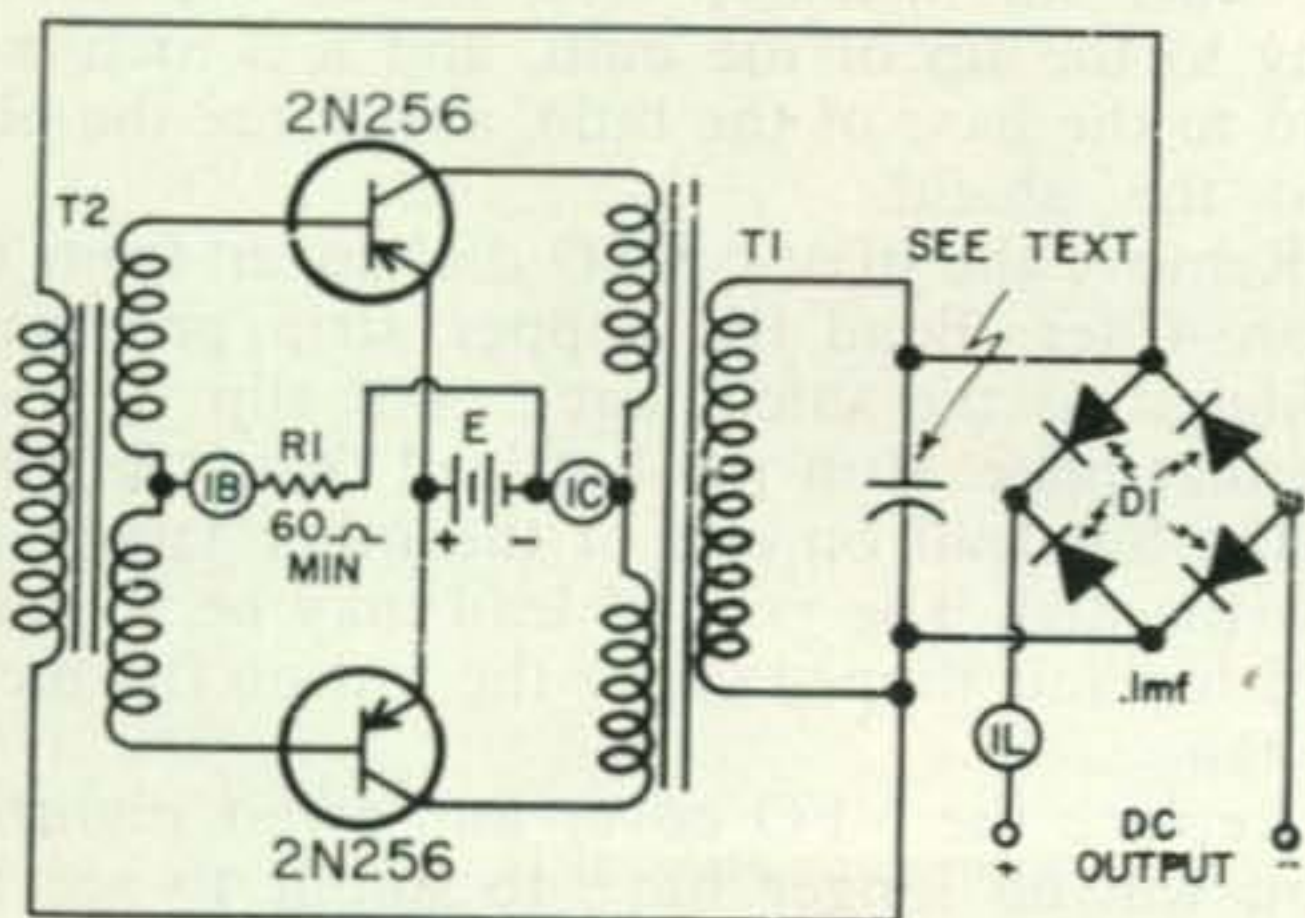 2N256
T2
T1
SEE TEXT
IB
R1
60
MIN
E
+ -
IC
D1
.1mf
IL
+ -
DC
OUTPUT
2N256